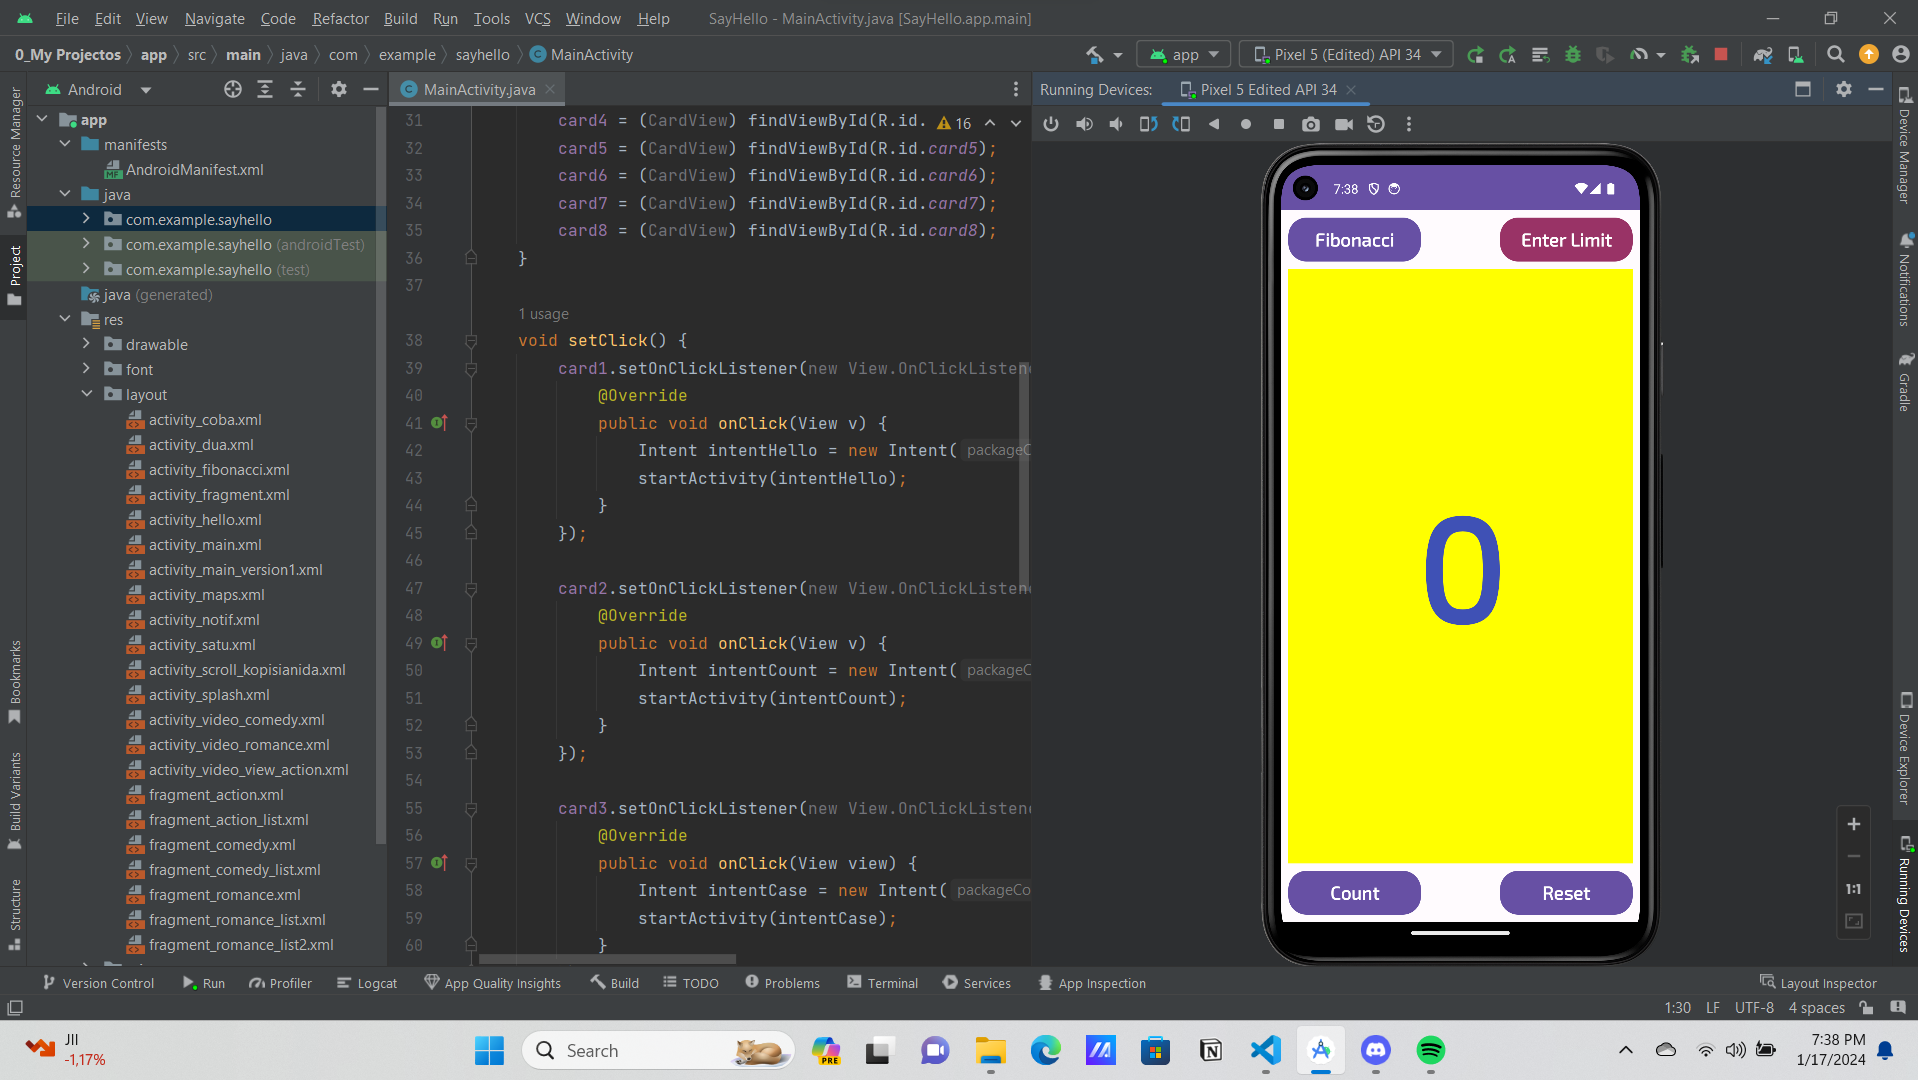 File Edit View Navigate Code Refactor Build Run Tools VCS Window Help SayHello - MainActivity.java [SayHello.app.main]
0_My Projectos app src main java com example sayhello MainActivity app Pixel 5 (Edited) API 34
Android
MainActivity.java
Running Devices: Pixel 5 Edited API 34
Resource Manager
Project
Bookmarks
Build Variants
Structure
app
manifests
AndroidManifest.xml
java
com.example.sayhello
com.example.sayhello (androidTest)
com.example.sayhello (test)
java (generated)
res
drawable
font
layout
activity_coba.xml
activity_dua.xml
activity_fibonacci.xml
activity_fragment.xml
activity_hello.xml
activity_main.xml
activity_main_version1.xml
activity_maps.xml
activity_notif.xml
activity_satu.xml
activity_scroll_kopisianida.xml
activity_splash.xml
activity_video_comedy.xml
activity_video_romance.xml
activity_video_view_action.xml
fragment_action.xml
fragment_action_list.xml
fragment_comedy.xml
fragment_comedy_list.xml
fragment_romance.xml
fragment_romance_list.xml
fragment_romance_list2.xml
31 card4 = (CardView) findViewById(R.id. 16
32 card5 = (CardView) findViewById(R.id.card5);
33 card6 = (CardView) findViewById(R.id.card6);
34 card7 = (CardView) findViewById(R.id.card7);
35 card8 = (CardView) findViewById(R.id.card8);
36 }
37
1 usage
38 void setClick() {
39 card1.setOnClickListener(new View.OnClickListene
40 @Override
41 public void onClick(View v) {
42 Intent intentHello = new Intent( packageC
43 startActivity(intentHello);
44 }
45 });
46
47 card2.setOnClickListener(new View.OnClickListene
48 @Override
49 public void onClick(View v) {
50 Intent intentCount = new Intent( packageC
51 startActivity(intentCount);
52 }
53 });
54
55 card3.setOnClickListener(new View.OnClickListene
56 @Override
57 public void onClick(View view) {
58 Intent intentCase = new Intent( packageCo
59 startActivity(intentCase);
60 }
7:38
Fibonacci Enter Limit
0
Count Reset
1:1
Device Manager
Notifications
Gradle
Device Explorer
Running Devices
Version Control Run Profiler Logcat App Quality Insights Build TODO Problems Terminal Services App Inspection Layout Inspector
1:30 LF UTF-8 4 spaces
JII
-1,17%
Search
PRE
7:38 PM
1/17/2024